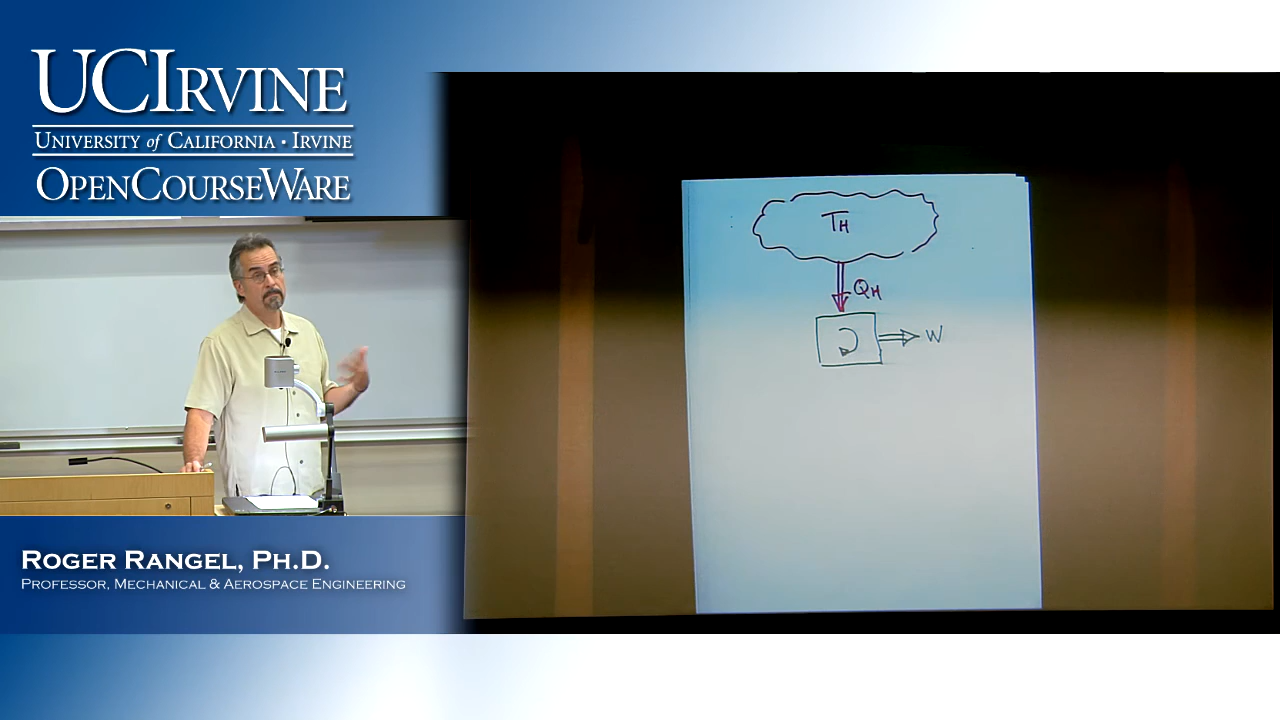 UCIRVINE
UNIVERSITY of CALIFORNIA • IRVINE
OPENCOURSEWARE
TH
QH
W
ROGER RANGEL, PH.D.
PROFESSOR, MECHANICAL & AEROSPACE ENGINEERING